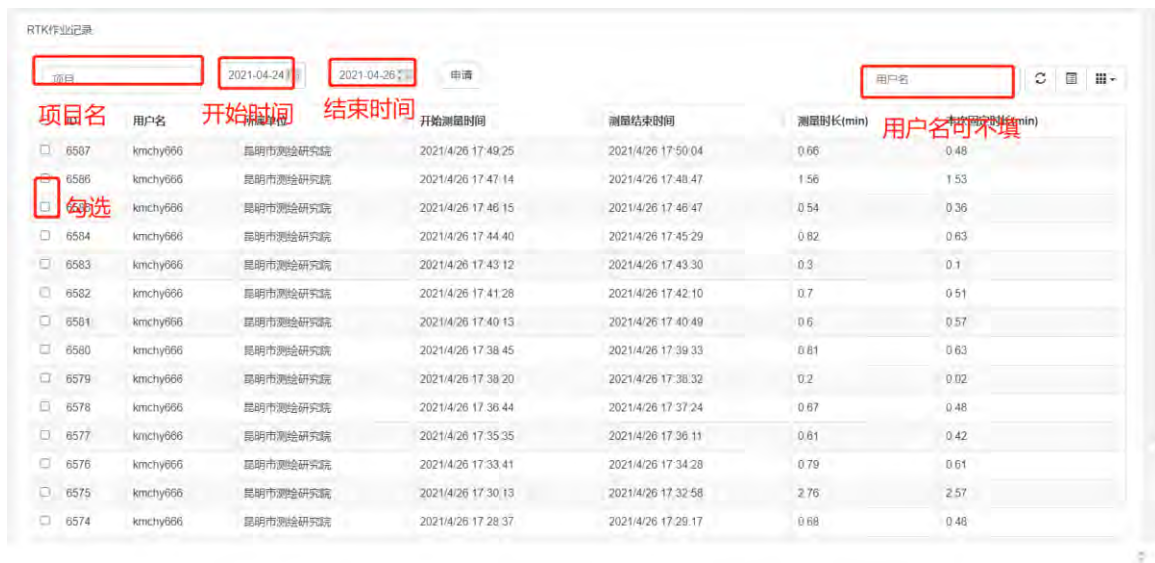 RTK作业记录
项目 2021-04-24 2021-04-26 申请 用户名
项目名 开始时间 结束时间 用户名可不填
用户名 开始测量时间 测量结束时间 测量时长(min)
6587 kmchy666 昆明市测绘研究院 2021/4/26 17:49:25 2021/4/26 17:50:04 0.66 0.48
6586 kmchy666 昆明市测绘研究院 2021/4/26 17:47:14 2021/4/26 17:48:47 1.56 1.53
勾选 kmchy666 昆明市测绘研究院 2021/4/26 17:46:15 2021/4/26 17:46:47 0.54 0.36
6584 kmchy666 昆明市测绘研究院 2021/4/26 17:44:40 2021/4/26 17:45:29 0.82 0.63
6583 kmchy666 昆明市测绘研究院 2021/4/26 17:43:12 2021/4/26 17:43:30 0.3 0.1
6582 kmchy666 昆明市测绘研究院 2021/4/26 17:41:28 2021/4/26 17:42:10 0.7 0.51
6581 kmchy666 昆明市测绘研究院 2021/4/26 17:40:13 2021/4/26 17:40:49 0.6 0.57
6580 kmchy666 昆明市测绘研究院 2021/4/26 17:38:45 2021/4/26 17:39:33 0.81 0.63
6579 kmchy666 昆明市测绘研究院 2021/4/26 17:38:20 2021/4/26 17:38:32 0.2 0.02
6578 kmchy666 昆明市测绘研究院 2021/4/26 17:36:44 2021/4/26 17:37:24 0.67 0.48
6577 kmchy666 昆明市测绘研究院 2021/4/26 17:35:35 2021/4/26 17:36:11 0.61 0.42
6576 kmchy666 昆明市测绘研究院 2021/4/26 17:33:41 2021/4/26 17:34:28 0.79 0.61
6575 kmchy666 昆明市测绘研究院 2021/4/26 17:30:13 2021/4/26 17:32:58 2.76 2.57
6574 kmchy666 昆明市测绘研究院 2021/4/26 17:28:37 2021/4/26 17:29:17 0.68 0.48